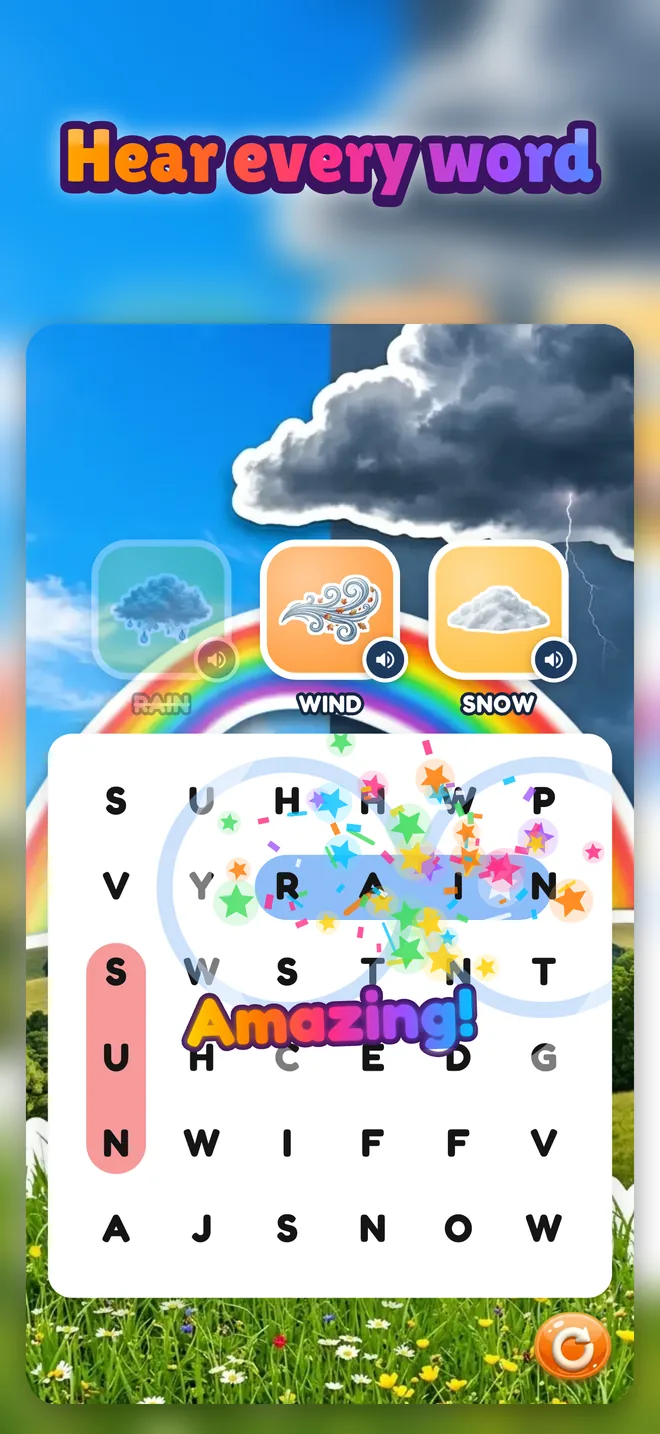 Hear every word
RAIN WIND SNOW
S U H H W P
V Y R A I N
S W S T N T
Amazing!
U H C E D G
N W I F F V
A J S N O W